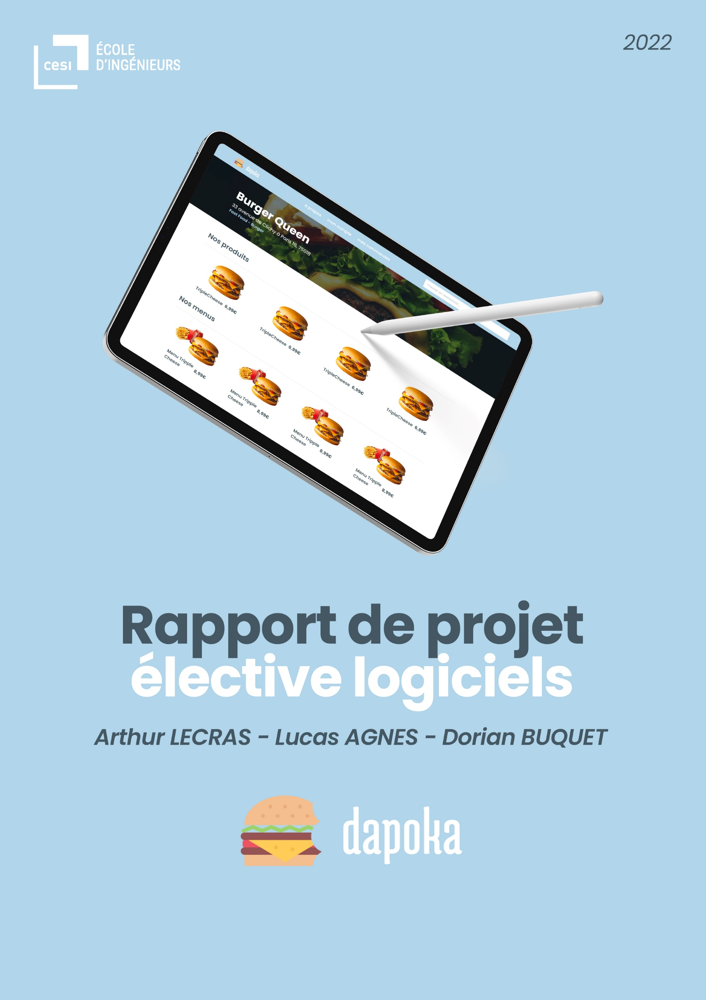 cesi
ÉCOLE
D'INGÉNIEURS
2022
dapoka
à propos
mon compte
mes commandes
Trouver un restaurant...
Burger Queen
33 avenue de Clichy à Paris 18, 75018
Fast Food - Burger
Nos produits
TripleCheese 6,99€
TripleCheese 6,99€
TripleCheese 6,99€
TripleCheese 6,99€
Nos menus
Menu Tripple
Cheese 8,99€
Menu Tripple
Cheese 8,99€
Menu Tripple
Cheese 8,99€
Menu Tripple
Cheese 8,99€
Rapport de projet
élective logiciels
Arthur LECRAS - Lucas AGNES - Dorian BUQUET
dapoka